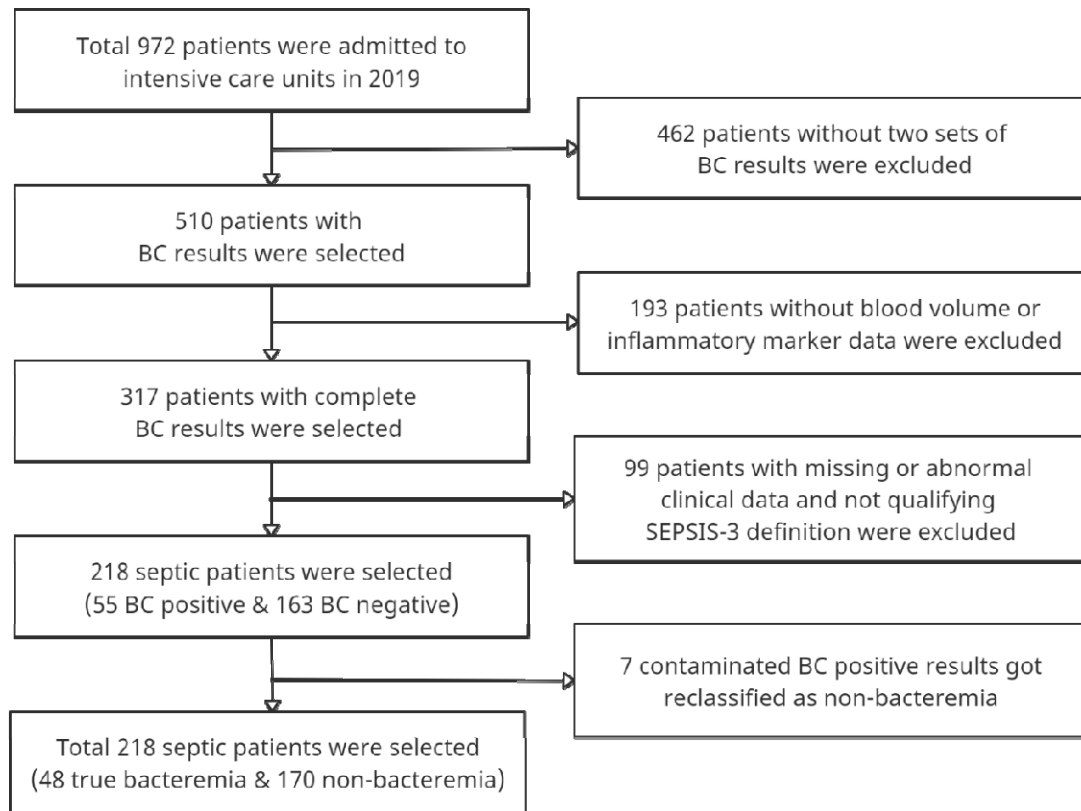 Total 972 patients were admitted to
intensive care units in 2019
462 patients without two sets of
BC results were excluded
510 patients with
BC results were selected
193 patients without blood volume or
inflammatory marker data were excluded
317 patients with complete
BC results were selected
99 patients with missing or abnormal
clinical data and not qualifying
SEPSIS-3 definition were excluded
218 septic patients were selected
(55 BC positive & 163 BC negative)
7 contaminated BC positive results got
reclassified as non-bacteremia
Total 218 septic patients were selected
(48 true bacteremia & 170 non-bacteremia)